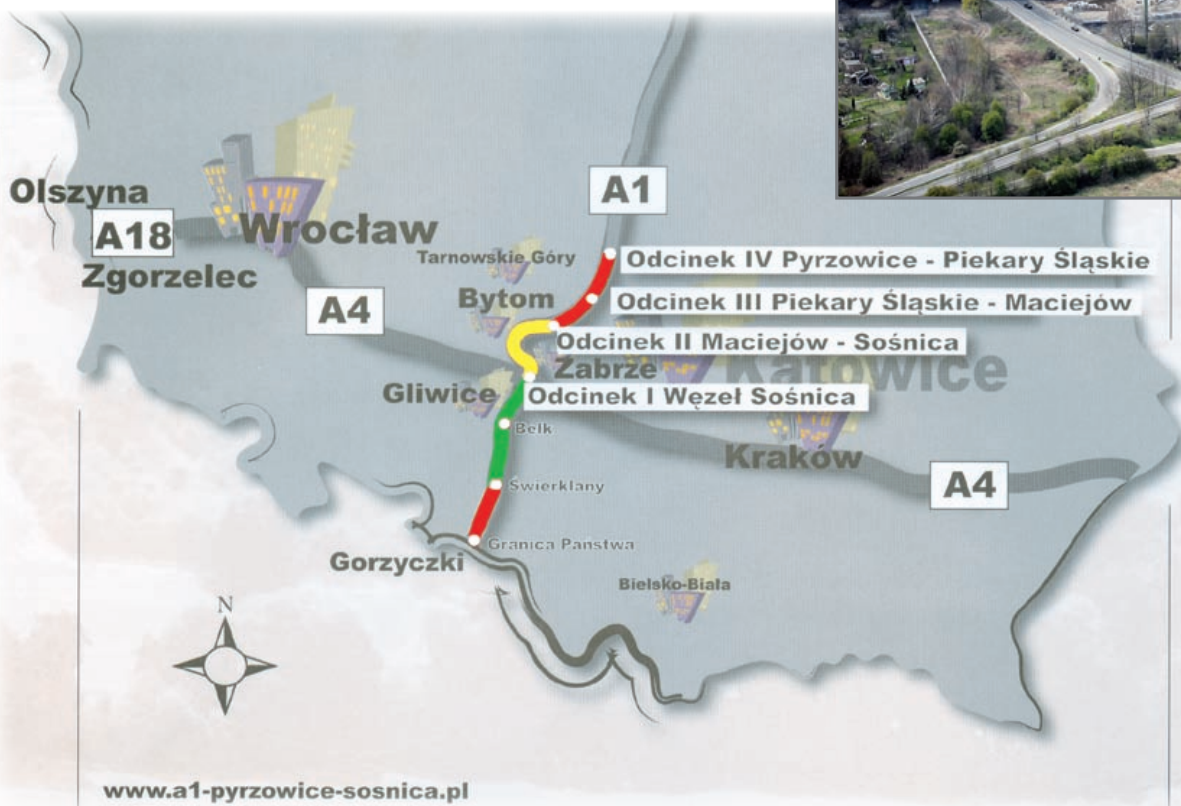 Olszyna
A18
Zgorzelec
Wrocław
A4
A1
Tarnowskie Góry
Bytom
Odcinek IV Pyrzowice - Piekary Śląskie
Odcinek III Piekary Śląskie - Maciejów
Odcinek II Maciejów - Sośnica
Zabrze
Katowice
Gliwice
Odcinek I Węzeł Sośnica
Bełk
Kraków
A4
Świerklany
Granica Państwa
Gorzyczki
Bielsko-Biała
N
www.a1-pyrzowice-sosnica.pl